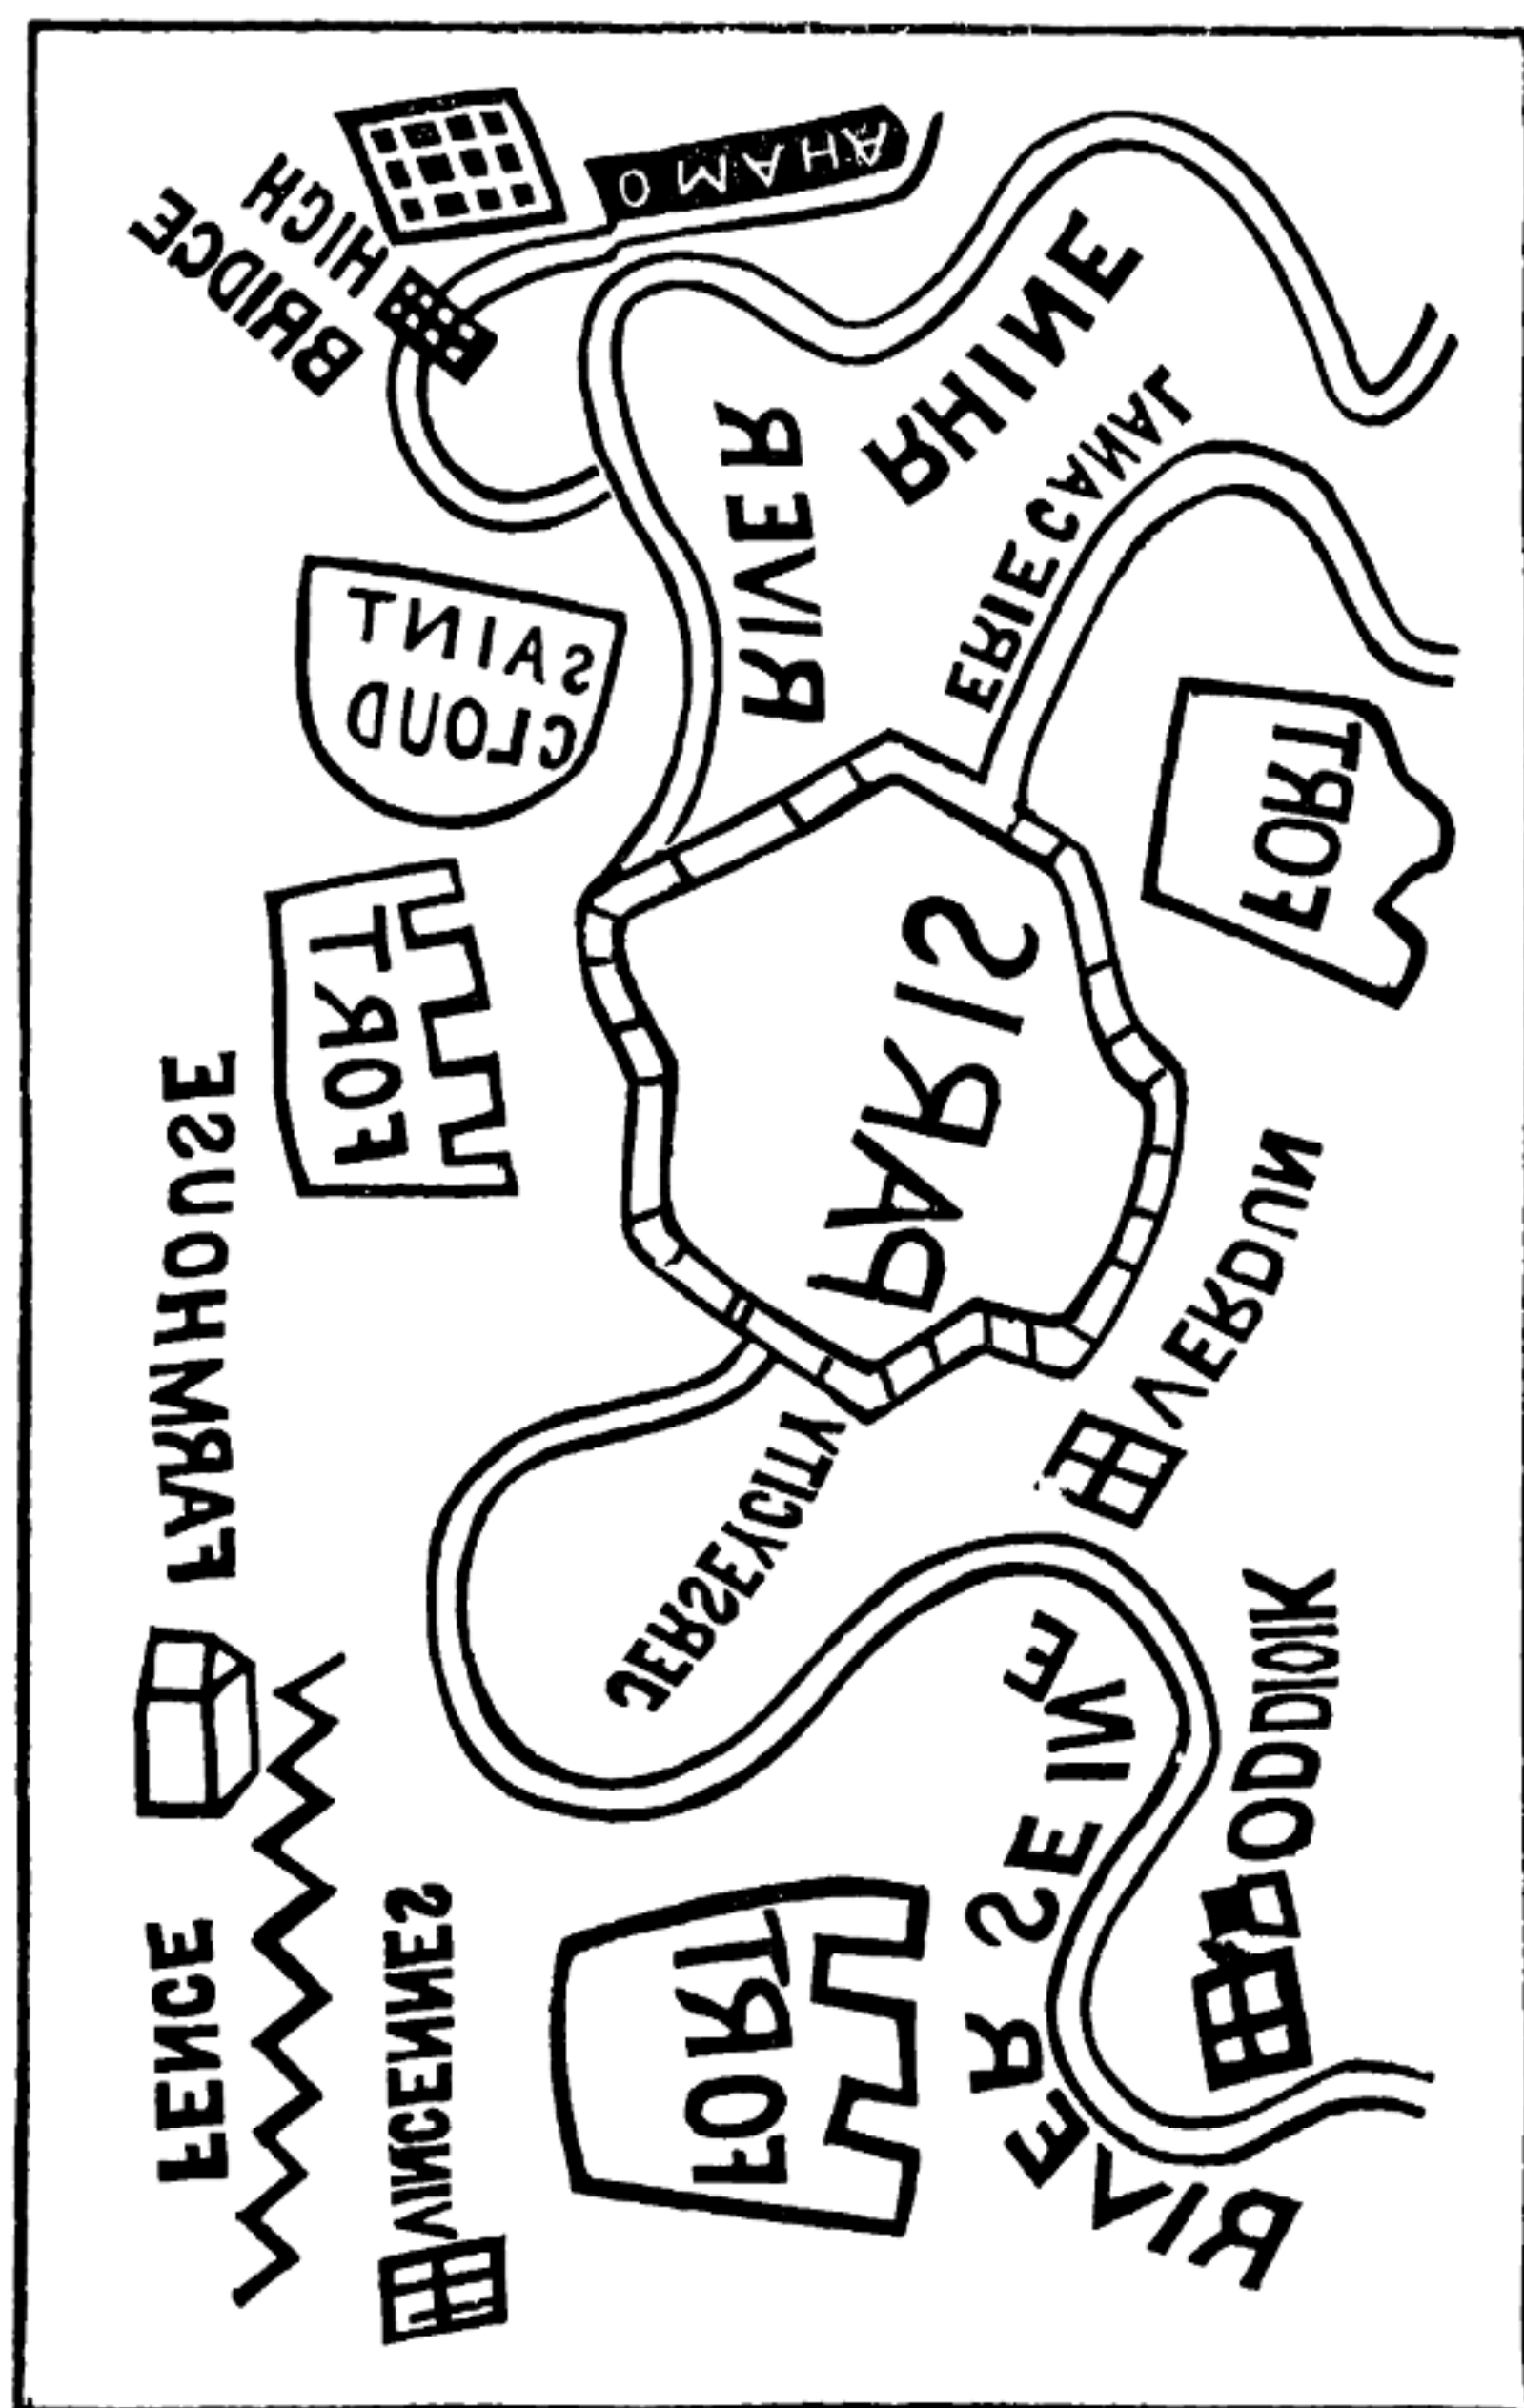 HIGH
BRIDGE
OMAHA
RIVER RHINE
ERIE CANAL
SAINT
CLOUD
FORT
FORT
PARIS
FARMHOUSE
VERDUN
JERSEY CITY
FENCE
VINCENNES
FORT
RIVER SEINE